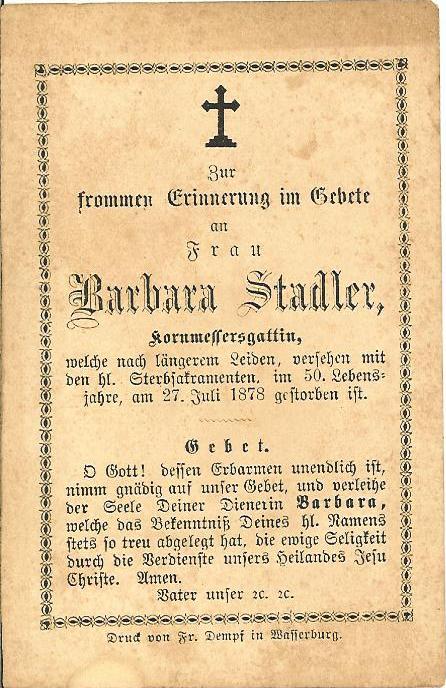 Zur
frommen Erinnerung im Gebete
an
Frau
Barbara Stadler,
Kornmessersgattin,
welche nach längerem Leiden, versehen mit
den hl. Sterbsakramenten, im 50. Lebens-
jahre, am 27. Juli 1878 gestorben ist.
Gebet.
O Gott! dessen Erbarmen unendlich ist,
nimm gnädig auf unser Gebet, und verleihe
der Seele Deiner Dienerin Barbara,
welche das Bekenntniß Deines hl. Namens
stets so treu abgelegt hat, die ewige Seligkeit
durch die Verdienste unsers Heilandes Jesu
Christe. Amen.
Vater unser ꝛc. ꝛc.
Druck von Fr. Dempf in Wasserburg.